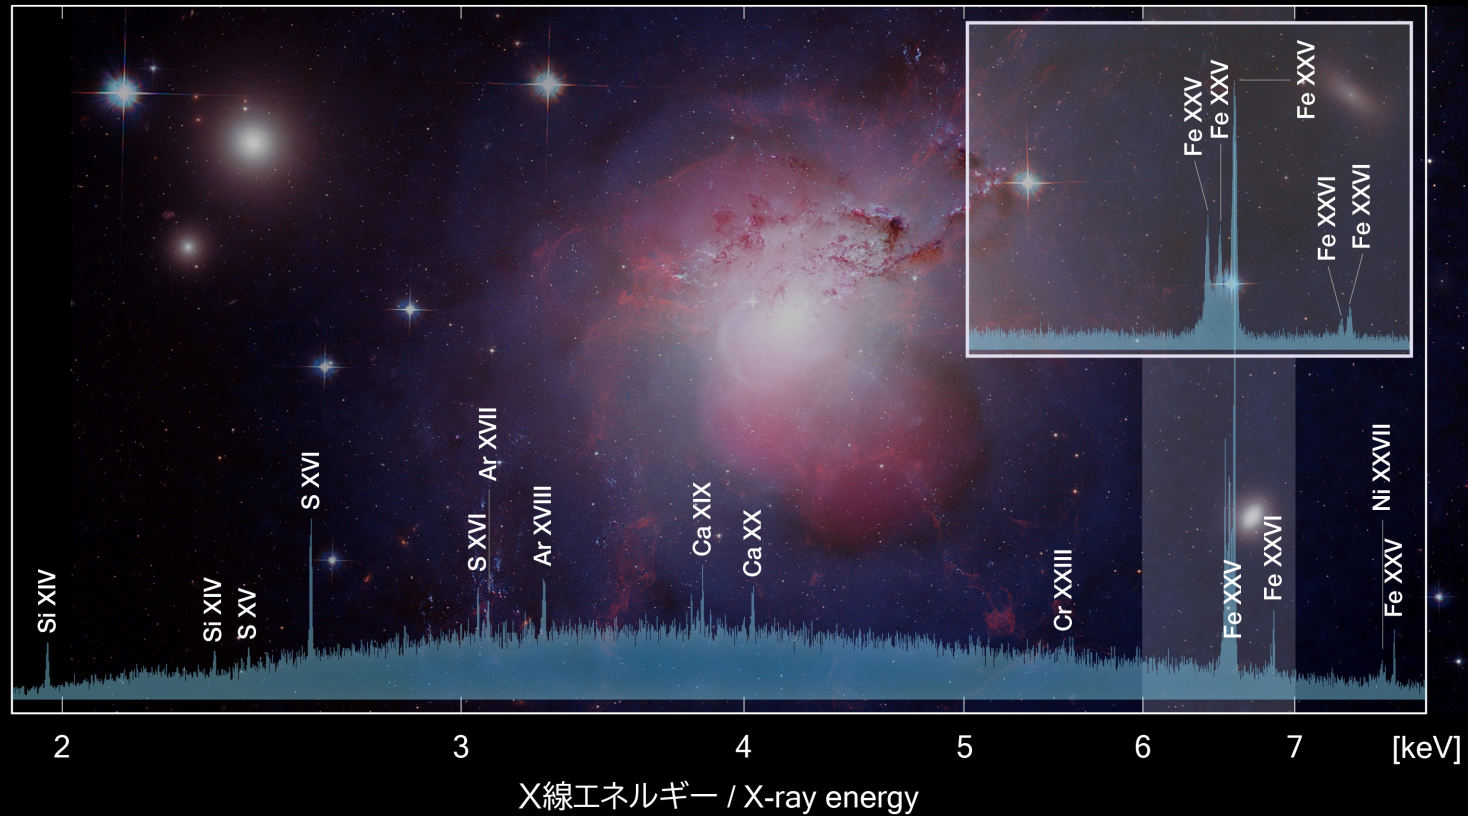 Fe XXV
Fe XXV
Fe XXV
Fe XXVI
Fe XXVI
Si XIV
Si XIV
S XV
S XVI
S XVI
Ar XVII
Ar XVIII
Ca XIX
Ca XX
Cr XXIII
Fe XXV
Fe XXVI
Ni XXVII
Fe XXV
2 3 4 5 6 7 [keV]
X線エネルギー / X-ray energy